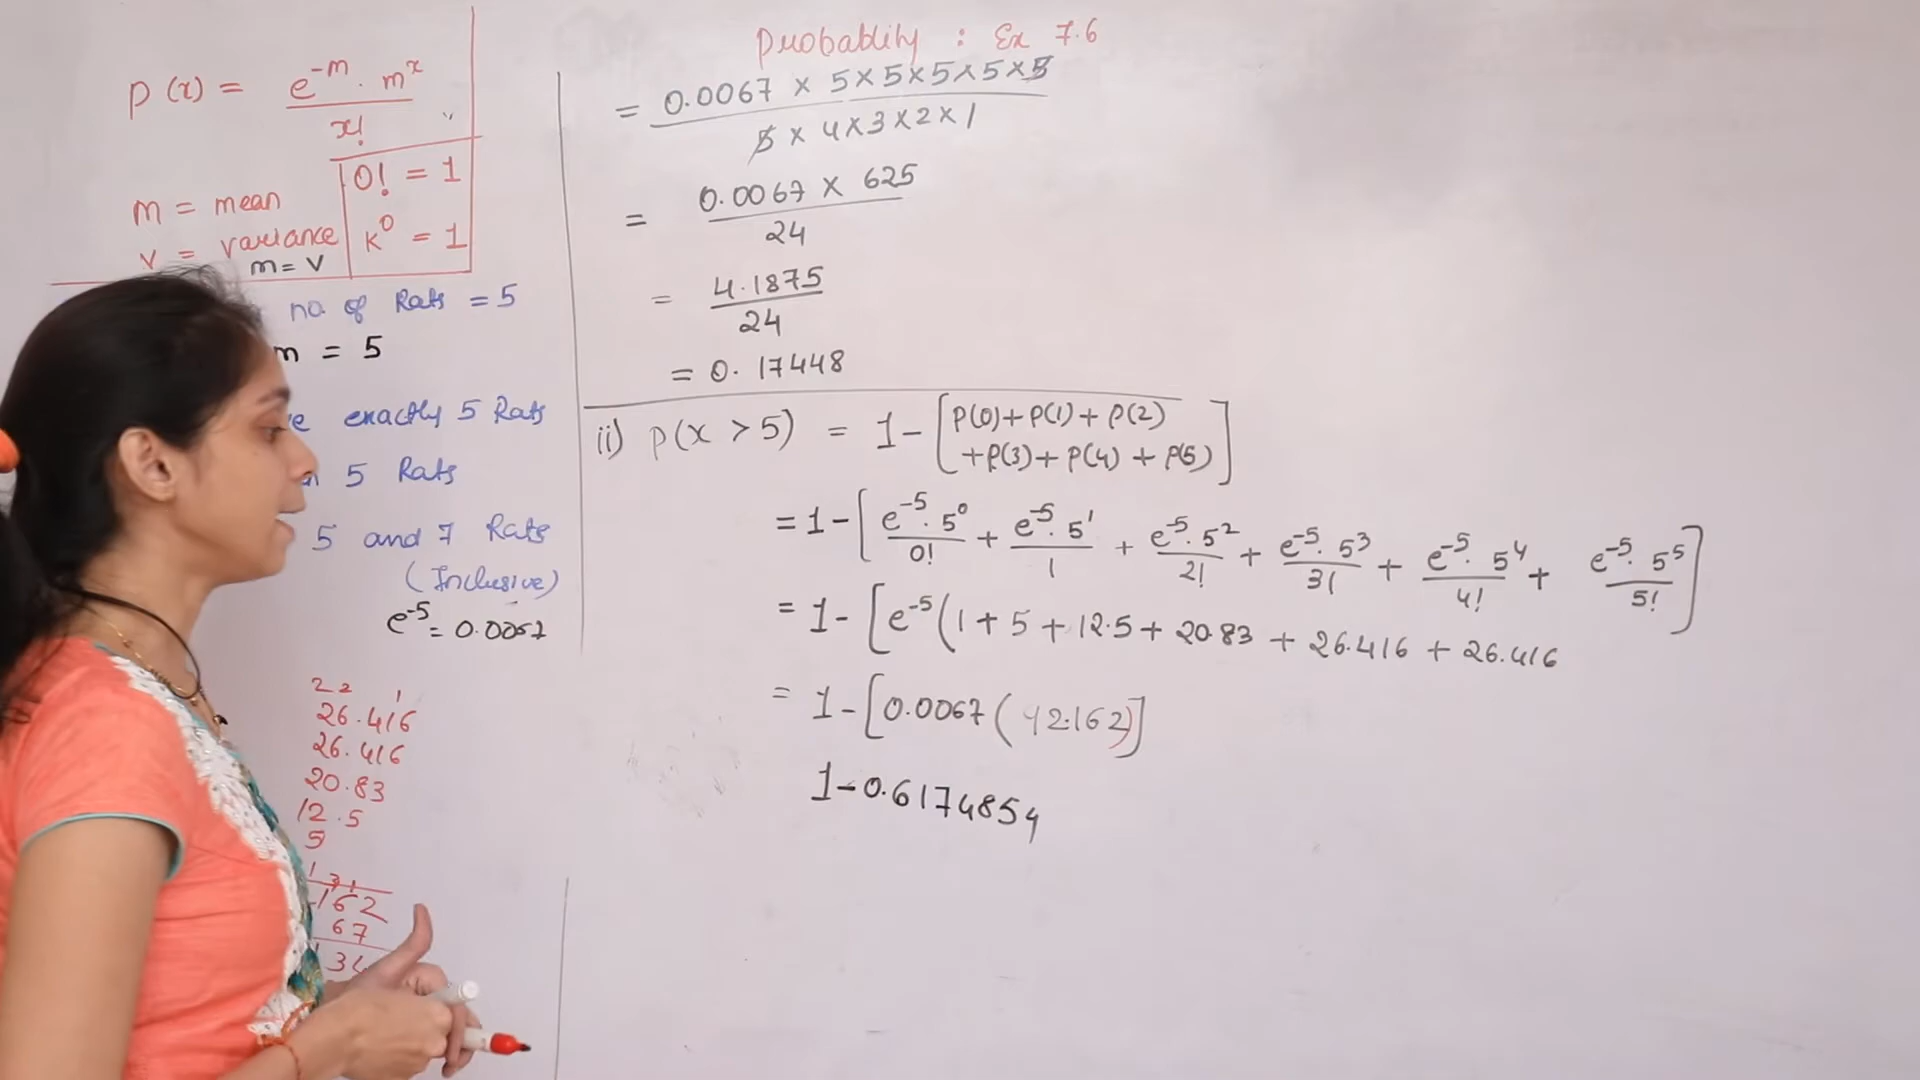 Probablity : Ex 7.6
p(x) = e^-m . m^x / x!
0! = 1
m = mean
k^0 = 1
v = variance
m = v
no. of Rats = 5
m = 5
exactly 5 Rats
5 Rats
5 and 7 Rats
(Inclusive)
e^-5 = 0.0067
2 2 1
26.416
26.416
20.83
12.5
5
162
67
= 0.0067 × 5×5×5×5×5 / 5 × 4×3×2×1
= 0.0067 × 625 / 24
= 4.1875 / 24
= 0.17448
ii) p(x > 5) = 1 - [P(0)+P(1)+P(2)
+P(3)+P(4)+P(5)]
= 1 - [e^-5 . 5^0 / 0! + e^-5 . 5^1 / 1 + e^-5 . 5^2 / 2! + e^-5 . 5^3 / 3! + e^-5 . 5^4 / 4! + e^-5 . 5^5 / 5!]
= 1 - [e^-5 (1 + 5 + 12.5 + 20.83 + 26.416 + 26.416
= 1 - [0.0067 (92.162)]
1 - 0.6174854